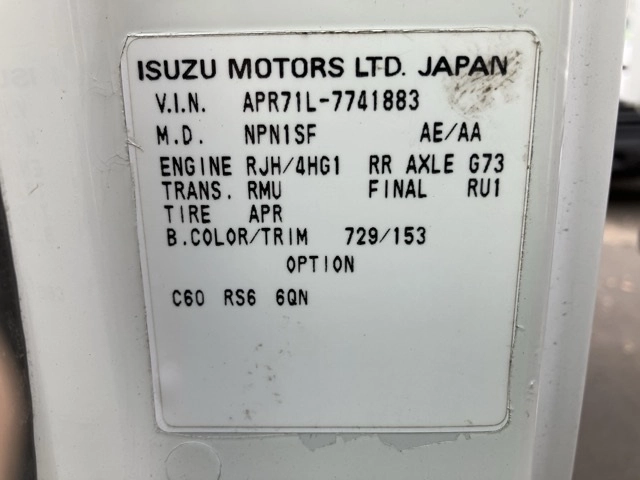 ISUZU MOTORS LTD. JAPAN
V.I.N. APR71L-7741883
M.D. NPN1SF AE/AA
ENGINE RJH/4HG1 RR AXLE G73
TRANS. RMU FINAL RU1
TIRE APR
B.COLOR/TRIM 729/153
OPTION
C60 RS6 6QN